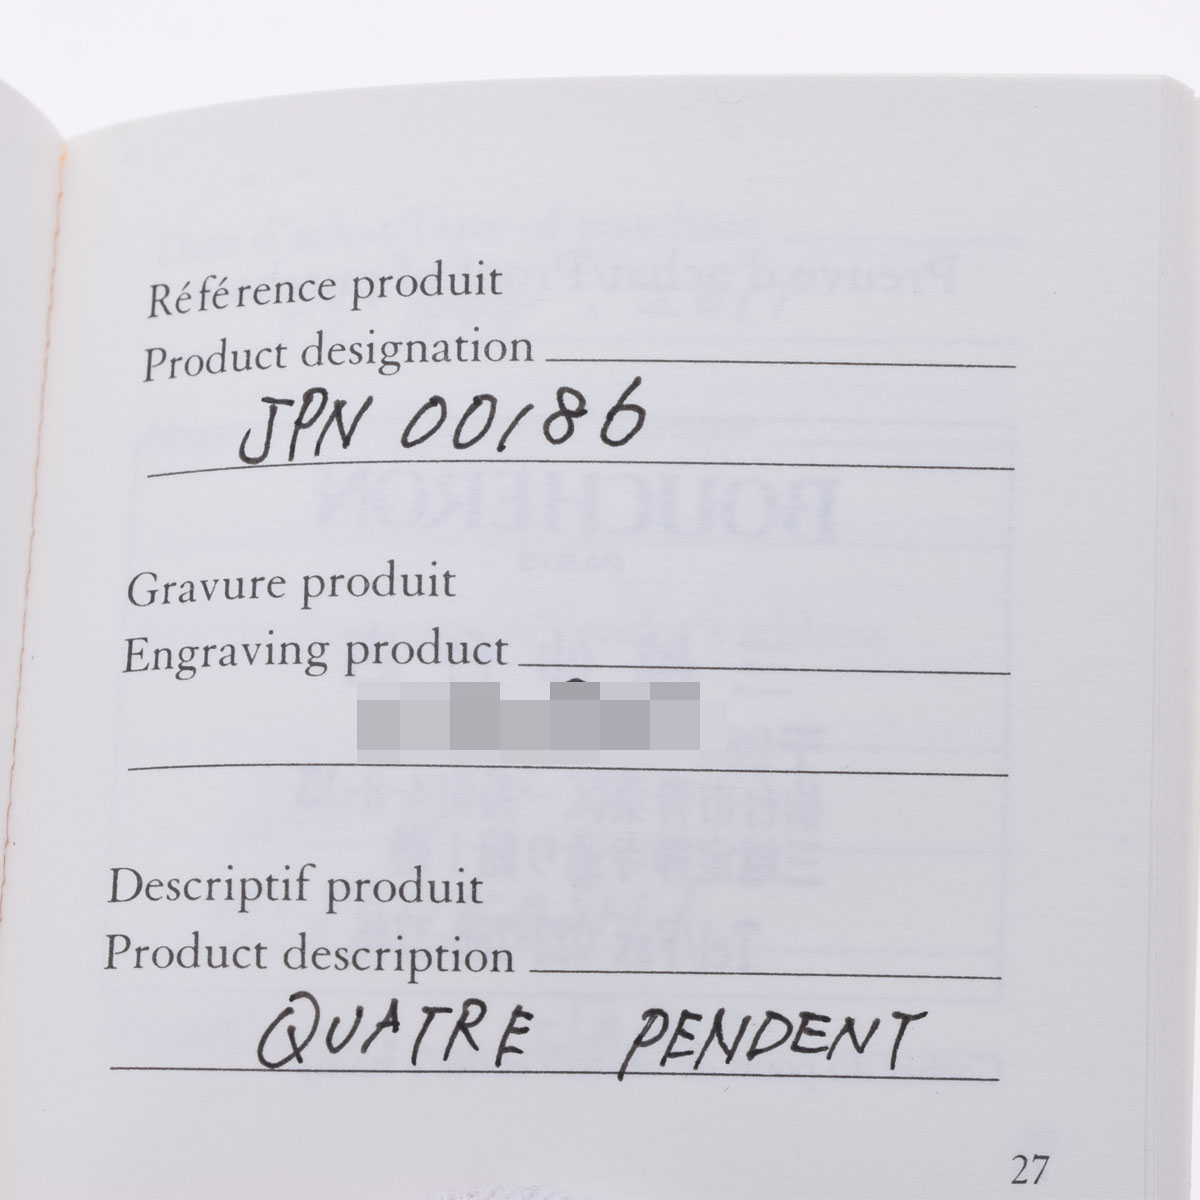 Référence produit
Product designation
JPN 00186
Gravure produit
Engraving product
Descriptif produit
Product description
QUATRE PENDENT
27